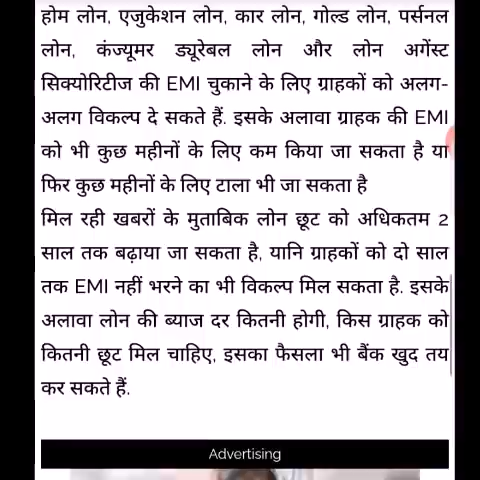 होम लोन, एजुकेशन लोन, कार लोन, गोल्ड लोन, पर्सनल
लोन, कंज्यूमर ड्यूरेबल लोन और लोन अगेंस्ट
सिक्योरिटीज की EMI चुकाने के लिए ग्राहकों को अलग-
अलग विकल्प दे सकते हैं. इसके अलावा ग्राहक की EMI
को भी कुछ महीनों के लिए कम किया जा सकता है या
फिर कुछ महीनों के लिए टाला भी जा सकता है
मिल रही खबरों के मुताबिक लोन छूट को अधिकतम 2
साल तक बढ़ाया जा सकता है, यानि ग्राहकों को दो साल
तक EMI नहीं भरने का भी विकल्प मिल सकता है. इसके
अलावा लोन की ब्याज दर कितनी होगी, किस ग्राहक को
कितनी छूट मिल चाहिए, इसका फैसला भी बैंक खुद तय
कर सकते हैं.
Advertising